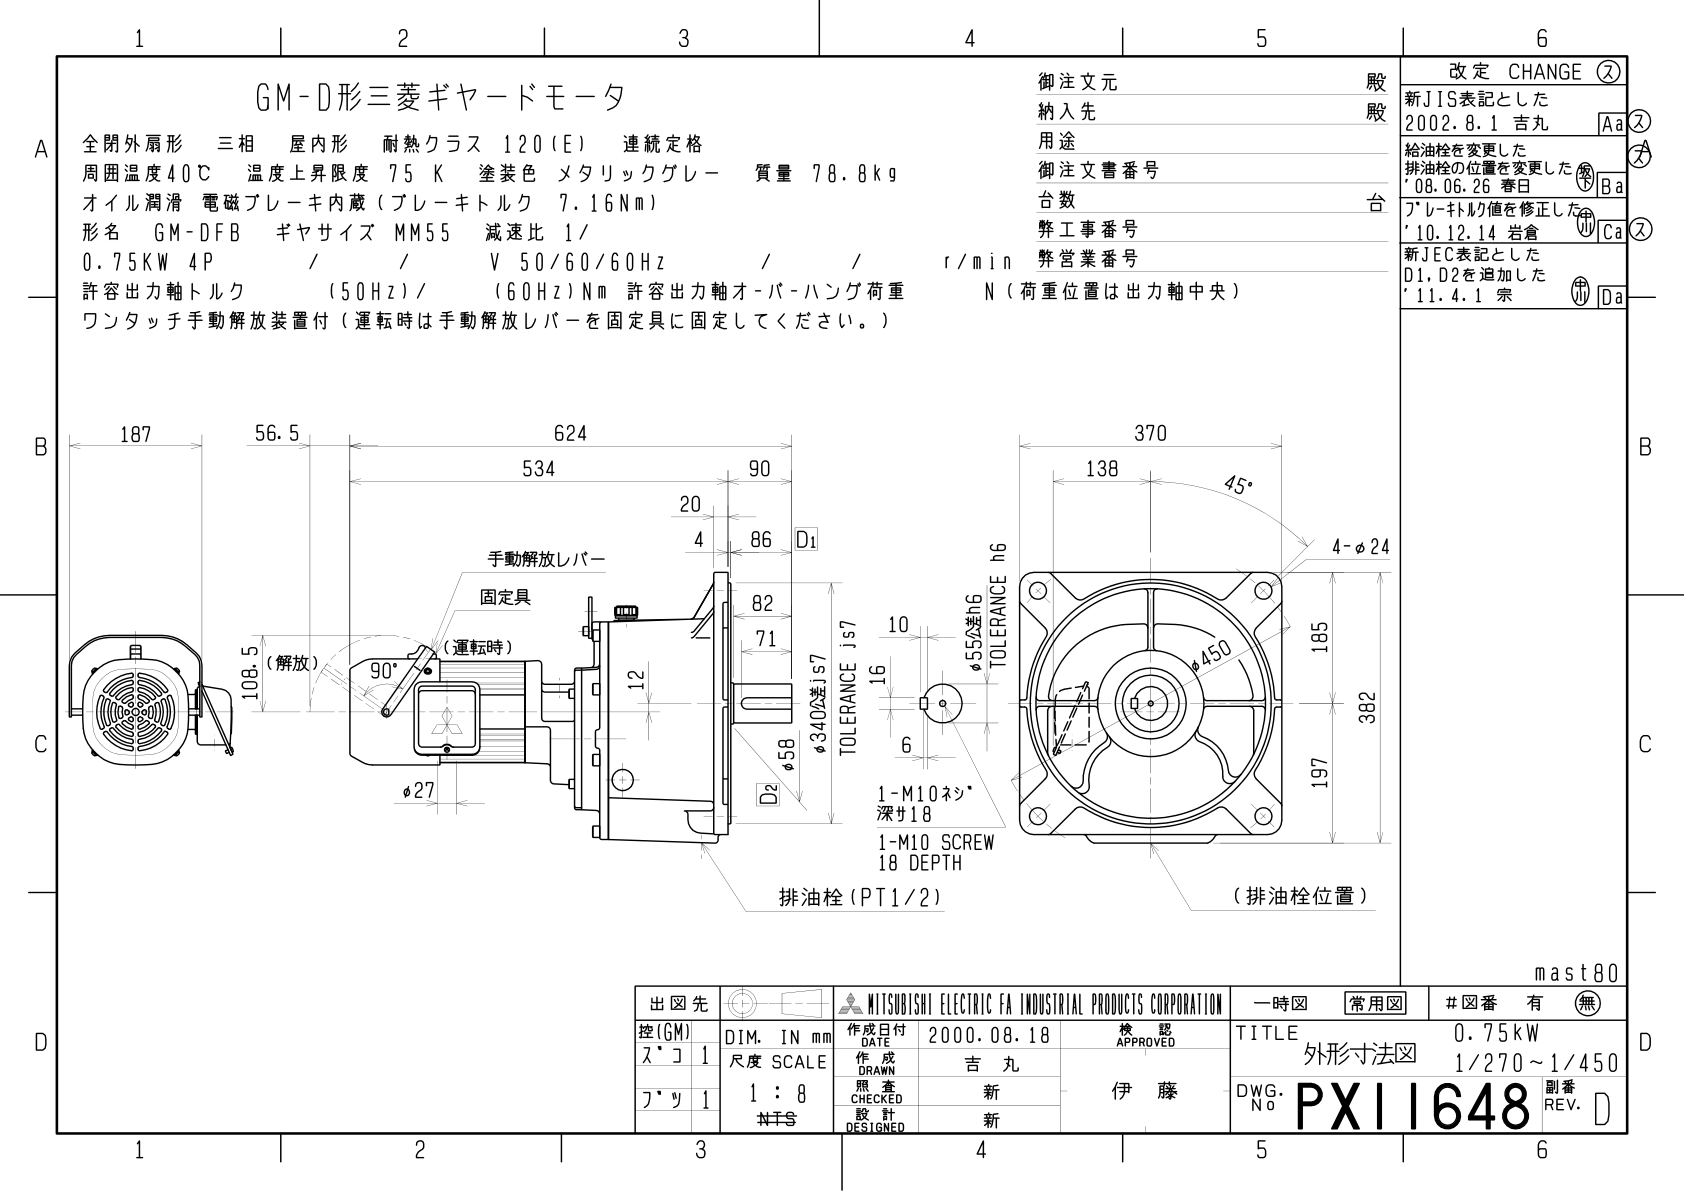 1 2 3 4 5 6
A
B
C
D
GM-D形三菱ギヤードモータ
全閉外扇形 三相 屋内形 耐熱クラス 120(E) 連続定格
周囲温度40℃ 温度上昇限度 75 K 塗装色 メタリックグレー 質量 78.8kg
オイル潤滑 電磁ブレーキ内蔵(ブレーキトルク 7.16Nm)
形名 GM-DFB ギヤサイズ MM55 減速比 1/
0.75KW 4P / / V 50/60/60Hz / / r/min
許容出力軸トルク (50Hz)/ (60Hz)Nm 許容出力軸オーバーハング荷重 N(荷重位置は出力軸中央)
ワンタッチ手動解放装置付(運転時は手動解放レバーを固定具に固定してください。)
御注文元 殿
納入先 殿
用途
御注文書番号
台数 台
弊工事番号
弊営業番号
改定 CHANGE ス
新JIS表記とした
2002.8.1 吉丸 Aa ス
給油栓を変更した
排油栓の位置を変更した
'08.06.26 春日 Ba
ブレーキトルク値を修正した
'10.12.14 岩倉 Ca ス
新JEC表記とした
D1,D2を追加した
'11.4.1 宗 Da
187
56.5
624
534
90
20
4
86
D1
手動解放レバー
固定具
(運転時)
(解放)
90°
108.5
82
71
12
φ27
φ58
D2
φ340公差js7
TOLERANCE js7
排油栓(PT1/2)
10
16
6
φ55公差h6
TOLERANCE h6
1-M10ネジ
深サ18
1-M10 SCREW
18 DEPTH
370
138
45°
4-φ24
φ450
185
382
197
(排油栓位置)
mast80
出図先
控(GM)
ズコ 1
ブツ 1
DIM. IN mm
尺度 SCALE
1:8
NTS
MITSUBISHI ELECTRIC FA INDUSTRIAL PRODUCTS CORPORATION
作成日付
DATE
2000.08.18
作成
DRAWN
吉丸
照査
CHECKED
新
設計
DESIGNED
新
検認
APPROVED
伊藤
一時図 常用図 #図番 有 無
TITLE
外形寸法図
0.75kW
1/270~1/450
DWG.
No
PX11648
副番
REV.
D
A
B
C
D
1 2 3 4 5 6